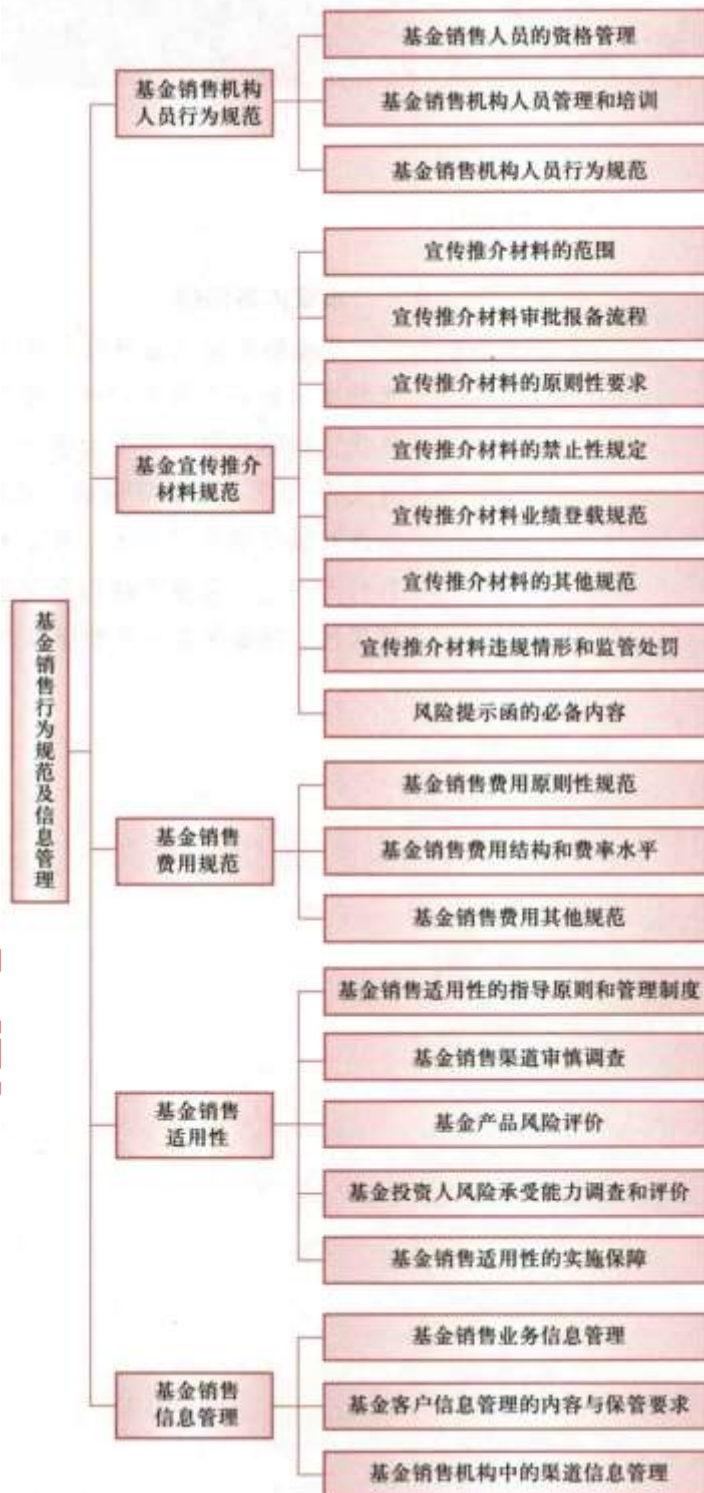 基金销售行为规范及信息管理
基金销售机构
人员行为规范
基金销售人员的资格管理
基金销售机构人员管理和培训
基金销售机构人员行为规范
基金宣传推介
材料规范
宣传推介材料的范围
宣传推介材料审批报备流程
宣传推介材料的原则性要求
宣传推介材料的禁止性规定
宣传推介材料业绩登载规范
宣传推介材料的其他规范
宣传推介材料违规情形和监管处罚
风险提示函的必备内容
基金销售
费用规范
基金销售费用原则性规范
基金销售费用结构和费率水平
基金销售费用其他规范
基金销售
适用性
基金销售适用性的指导原则和管理制度
基金销售渠道审慎调查
基金产品风险评价
基金投资人风险承受能力调查和评价
基金销售适用性的实施保障
基金销售
信息管理
基金销售业务信息管理
基金客户信息管理的内容与保管要求
基金销售机构中的渠道信息管理